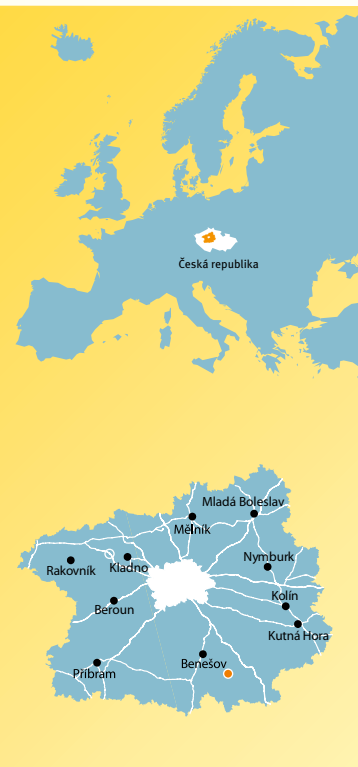 Česká republika
Mladá Boleslav
Mělník
Nymburk
Rakovník
Kladno
Kolín
Beroun
Kutná Hora
Benešov
Příbram